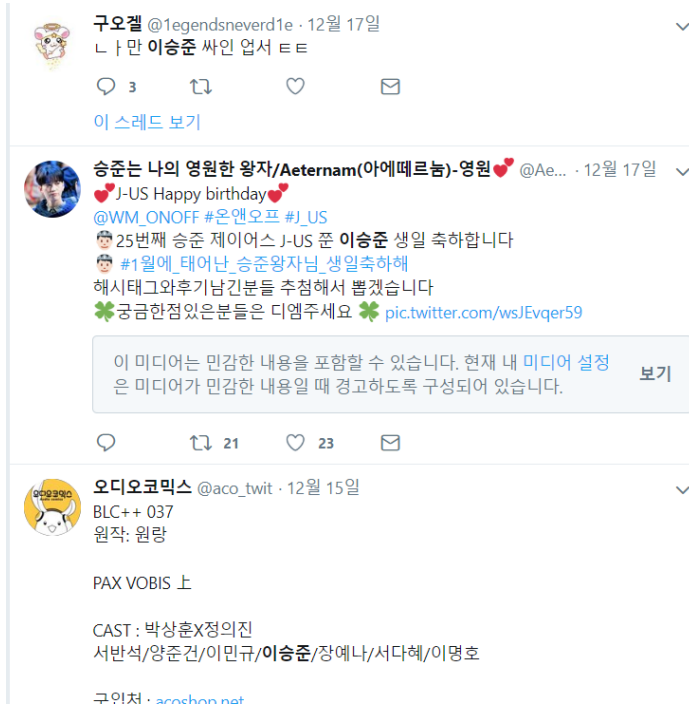 구오겔 @1egendsneverd1e · 12월 17일
ㄴㅏ만 이승준 싸인 업서 ㅌㅌ
3
이 스레드 보기
승준는 나의 영원한 왕자/Aeternam(아에떼르눔)-영원💕 @Ae... · 12월 17일
💕J-US Happy birthday💕
@WM_ONOFF #온앤오프 #J_US
25번째 승준 제이어스 J-US 쭌 이승준 생일 축하합니다
#1월에_태어난_승준왕자님_생일축하해
해시태그와후기남긴분들 추첨해서 뽑겠습니다
🍀궁금한점있은분들은 디엠주세요 🍀 pic.twitter.com/wsJEvqer59
이 미디어는 민감한 내용을 포함할 수 있습니다. 현재 내 미디어 설정
은 미디어가 민감한 내용일 때 경고하도록 구성되어 있습니다.
보기
21 23
오디오코믹스
오디오코믹스 @aco_twit · 12월 15일
BLC++ 037
원작: 원랑
PAX VOBIS 上
CAST : 박상훈X정의진
서반석/양준건/이민규/이승준/장예나/서다혜/이명호
구입처 : acoshop.net